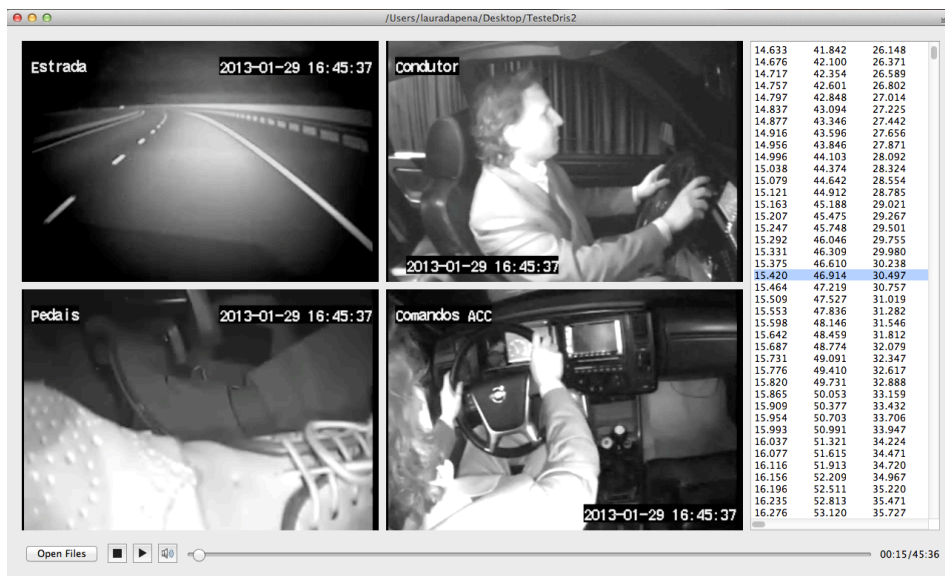 /Users/lauradapena/Desktop/TesteDris2
Estrada 2013-01-29 16:45:37
Condutor
2013-01-29 16:45:37
Pedais 2013-01-29 16:45:37
Comandos ACC
2013-01-29 16:45:37
14.633 41.842 26.148
14.676 42.100 26.371
14.717 42.354 26.589
14.757 42.601 26.802
14.797 42.848 27.014
14.837 43.094 27.225
14.877 43.346 27.442
14.916 43.596 27.656
14.956 43.846 27.871
14.996 44.103 28.092
15.038 44.374 28.324
15.079 44.642 28.554
15.121 44.912 28.785
15.163 45.188 29.021
15.207 45.475 29.267
15.247 45.748 29.501
15.292 46.046 29.755
15.331 46.309 29.980
15.375 46.610 30.238
15.420 46.914 30.497
15.464 47.219 30.757
15.509 47.527 31.019
15.553 47.836 31.282
15.598 48.146 31.546
15.642 48.459 31.812
15.687 48.774 32.079
15.731 49.091 32.347
15.776 49.410 32.617
15.820 49.731 32.888
15.865 50.053 33.159
15.909 50.377 33.432
15.954 50.703 33.706
15.993 50.991 33.947
16.037 51.321 34.224
16.077 51.615 34.471
16.116 51.913 34.720
16.156 52.209 34.967
16.196 52.511 35.220
16.235 52.813 35.471
16.276 53.120 35.727
Open Files 00:15/45:36